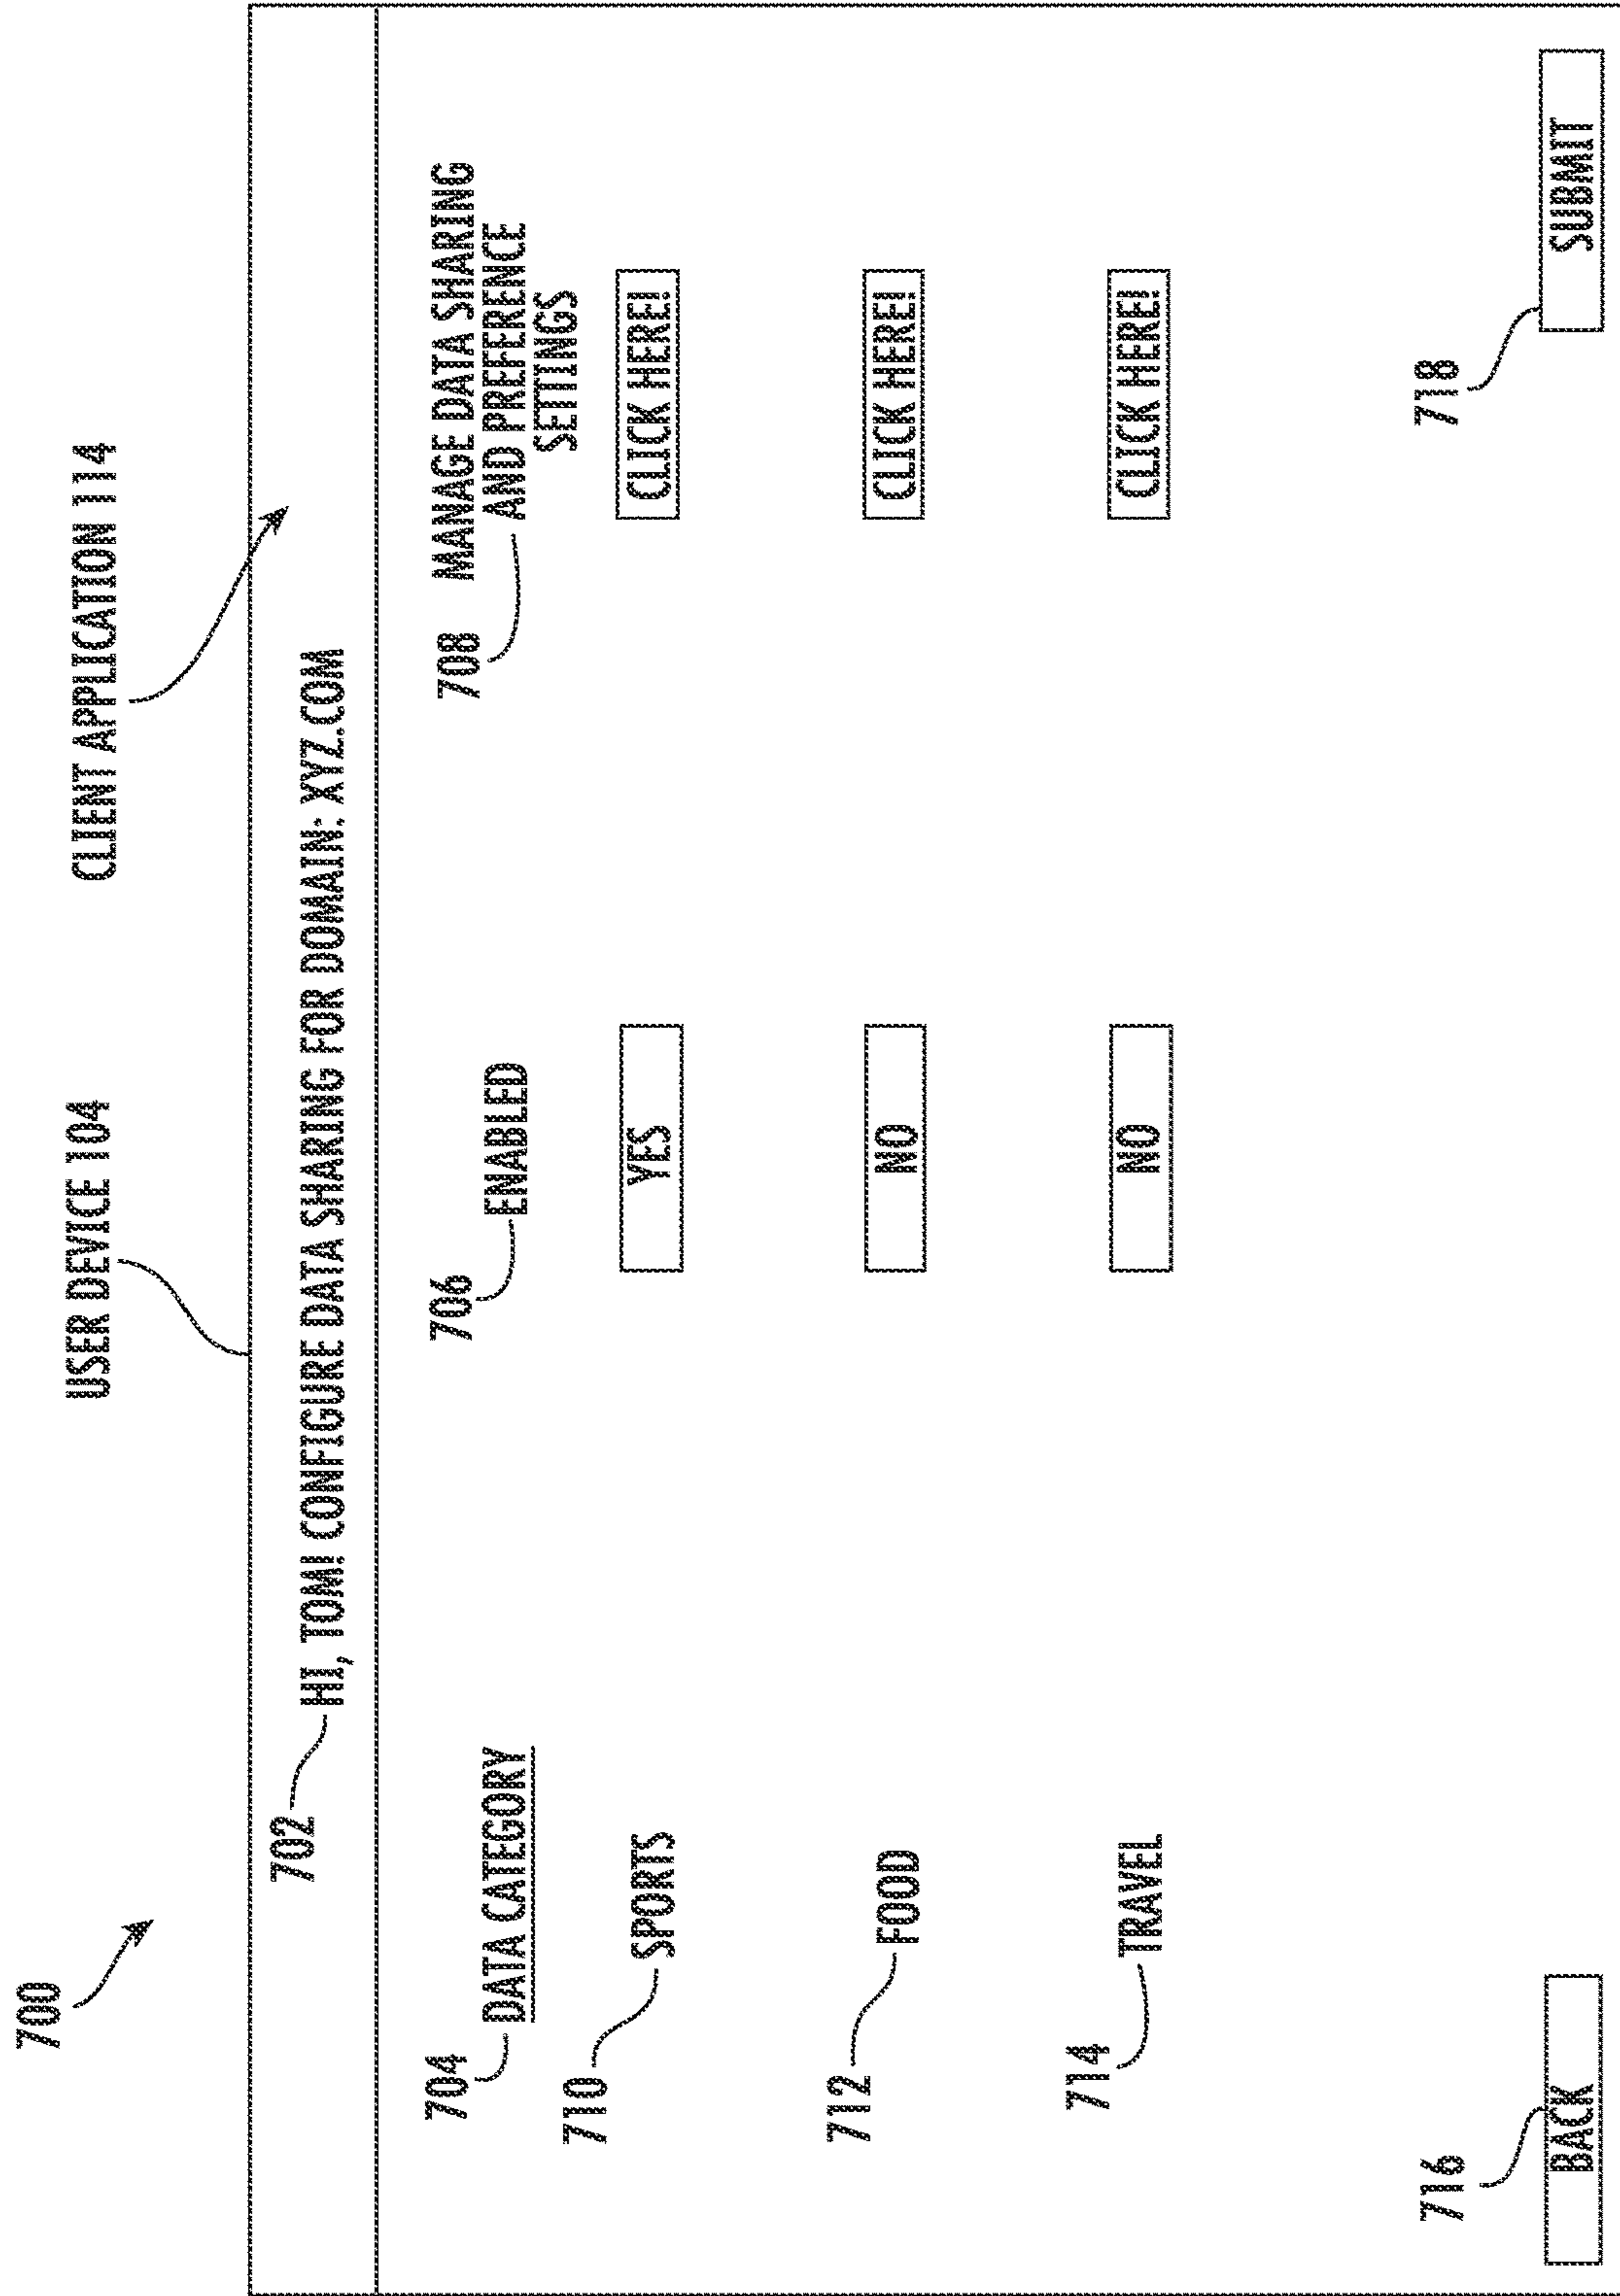 700
USER DEVICE 104
CLIENT APPLICATION 114
702
HI, TOM! CONFIGURE DATA SHARING FOR DOMAIN: XYZ.COM
704
DATA CATEGORY
706
ENABLED
708
MANAGE DATA SHARING
AND PREFERENCE
SETTINGS
710
SPORTS
YES
CLICK HERE!
712
FOOD
NO
CLICK HERE!
714
TRAVEL
NO
CLICK HERE!
716
BACK
718
SUBMIT